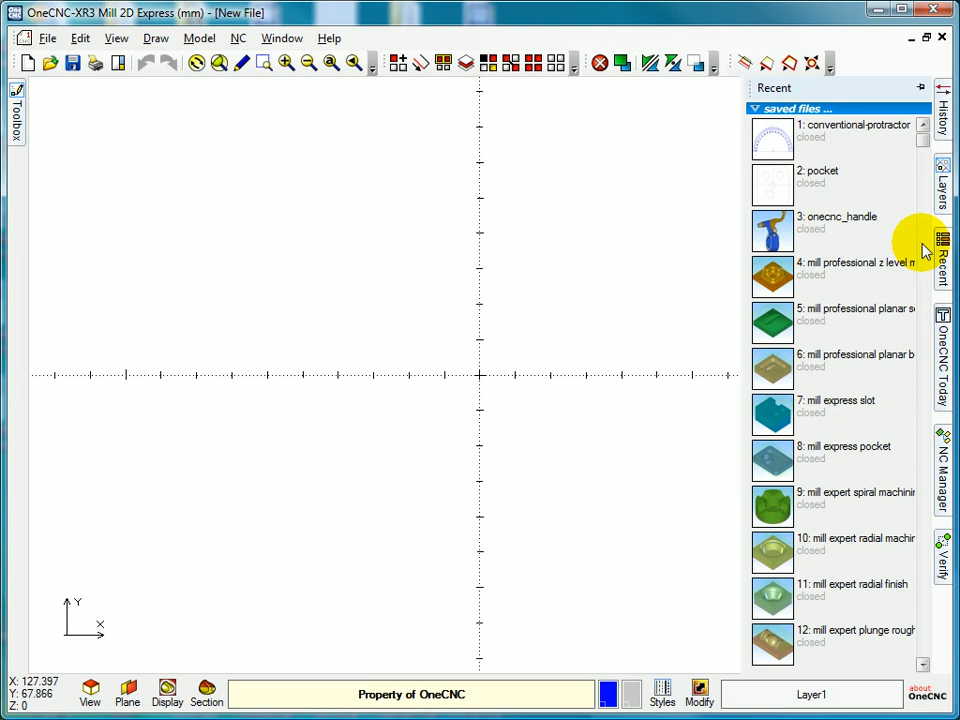 OneCNC-XR3 Mill 2D Express (mm) - [New File]
File Edit View Draw Model NC Window Help
Toolbox
Recent
saved files ...
1: conventional-protractor
closed
2: pocket
closed
3: onecnc_handle
closed
4: mill professional z level m
closed
5: mill professional planar se
closed
6: mill professional planar b
closed
7: mill express slot
closed
8: mill express pocket
closed
9: mill expert spiral machinin
closed
10: mill expert radial machin
closed
11: mill expert radial finish
closed
12: mill expert plunge rough
closed
History
Layers
Recent
OneCNC Today
NC Manager
Verify
Y
X
X: 127.397
Y: 67.866
Z: 0
View Plane Display Section
Property of OneCNC
Styles Modify
Layer1
about
OneCNC